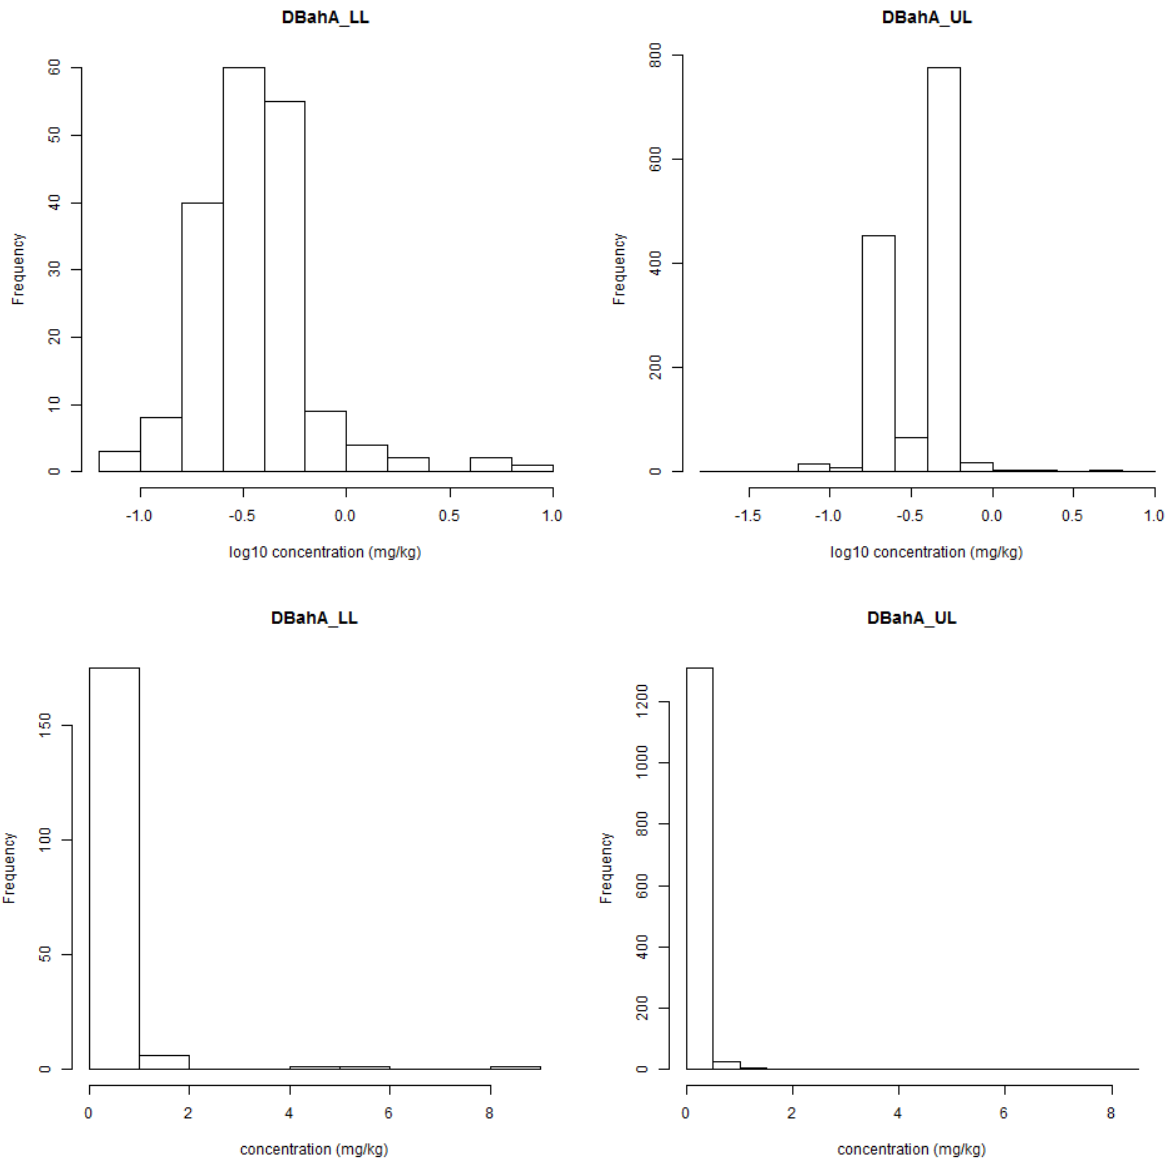 DBahA_LL
60
50
40
30
20
10
0
Frequency
-1.0 -0.5 0.0 0.5 1.0
log10 concentration (mg/kg)
DBahA_UL
800
600
400
200
0
Frequency
-1.5 -1.0 -0.5 0.0 0.5 1.0
log10 concentration (mg/kg)
DBahA_LL
150
100
50
0
Frequency
0 2 4 6 8
concentration (mg/kg)
DBahA_UL
1200
1000
800
600
400
200
0
Frequency
0 2 4 6 8
concentration (mg/kg)